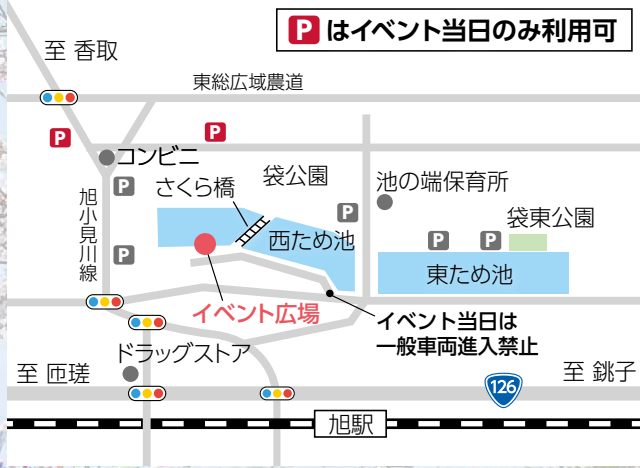 P はイベント当日のみ利用可
至 香取
東総広域農道
P
P
コンビニ
P
さくら橋
袋公園
池の端保育所
旭小見川線
P
袋東公園
P
P
P
西ため池
東ため池
イベント広場
イベント当日は
一般車両進入禁止
ドラッグストア
至 匝瑳
126
至 銚子
旭駅